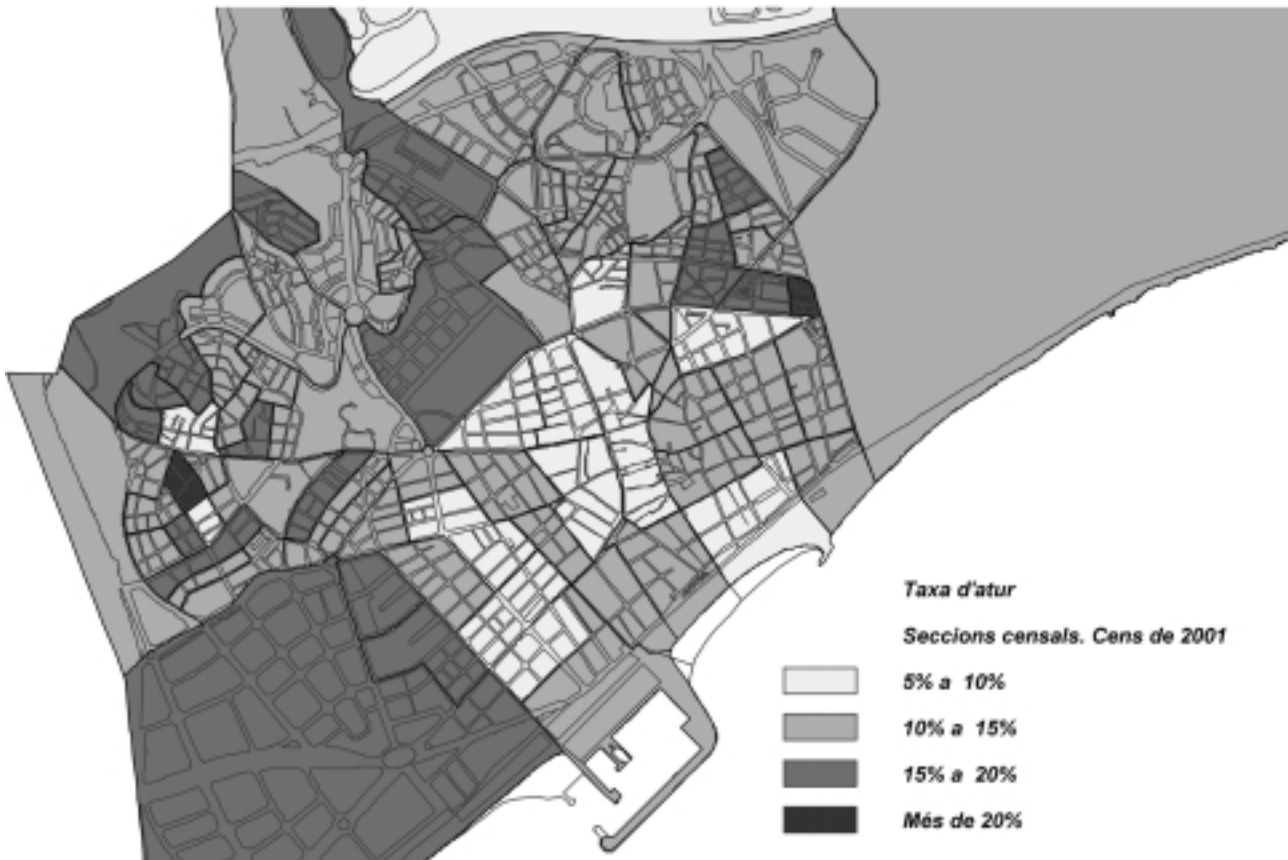 Taxa d'atur
Seccions censals. Cens de 2001
5% a 10%
10% a 15%
15% a 20%
Més de 20%